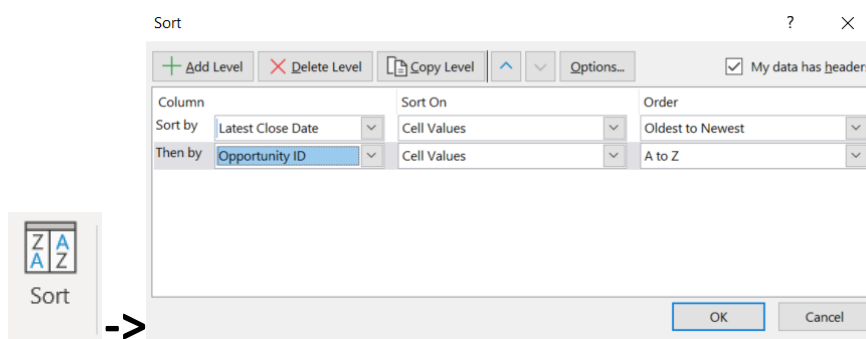 Sort ?
Add Level Delete Level Copy Level Options... My data has header
Column Sort On Order
Sort by Latest Close Date Cell Values Oldest to Newest
Then by Opportunity ID Cell Values A to Z
Z A
A Z
Sort
->
OK Cancel